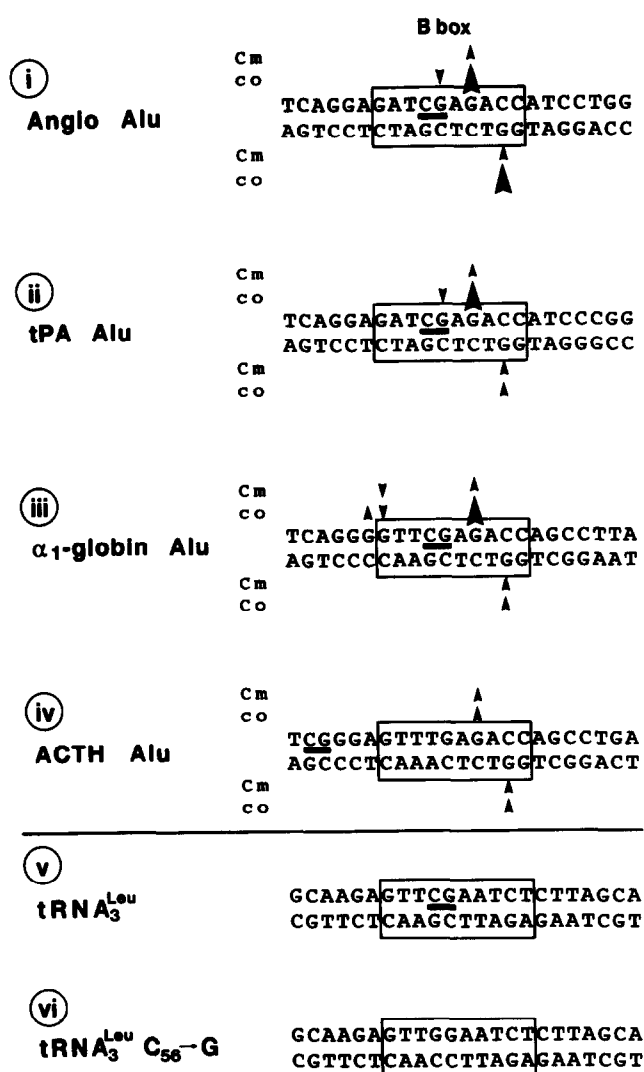 B box
i
Cm
co
Angio Alu
TCAGGAGATCGAGACCATCCTGG
AGTCCTCTAGCTCTGGTAGGACC
Cm
co
ii
Cm
co
tPA Alu
TCAGGAGATCGAGACCATCCCGG
AGTCCTCTAGCTCTGGTAGGGCC
Cm
co
iii
Cm
co
α1-globin Alu
TCAGGGGTTCGAGACCAGCCTTA
AGTCCCCAAGCTCTGGTCGGAAT
Cm
Co
iv
Cm
co
ACTH Alu
TCGGGAGTTTGAGACCAGCCTGA
AGCCCTCAAACTCTGGTCGGACT
Cm
co
v
tRNA3Leu
GCAAGAGTTCGAATCTCTTAGCA
CGTTCTCAAGCTTAGAGAATCGT
vi
tRNA3Leu C56→G
GCAAGAGTTGGAATCTCTTAGCA
CGTTCTCAACCTTAGAGAATCGT